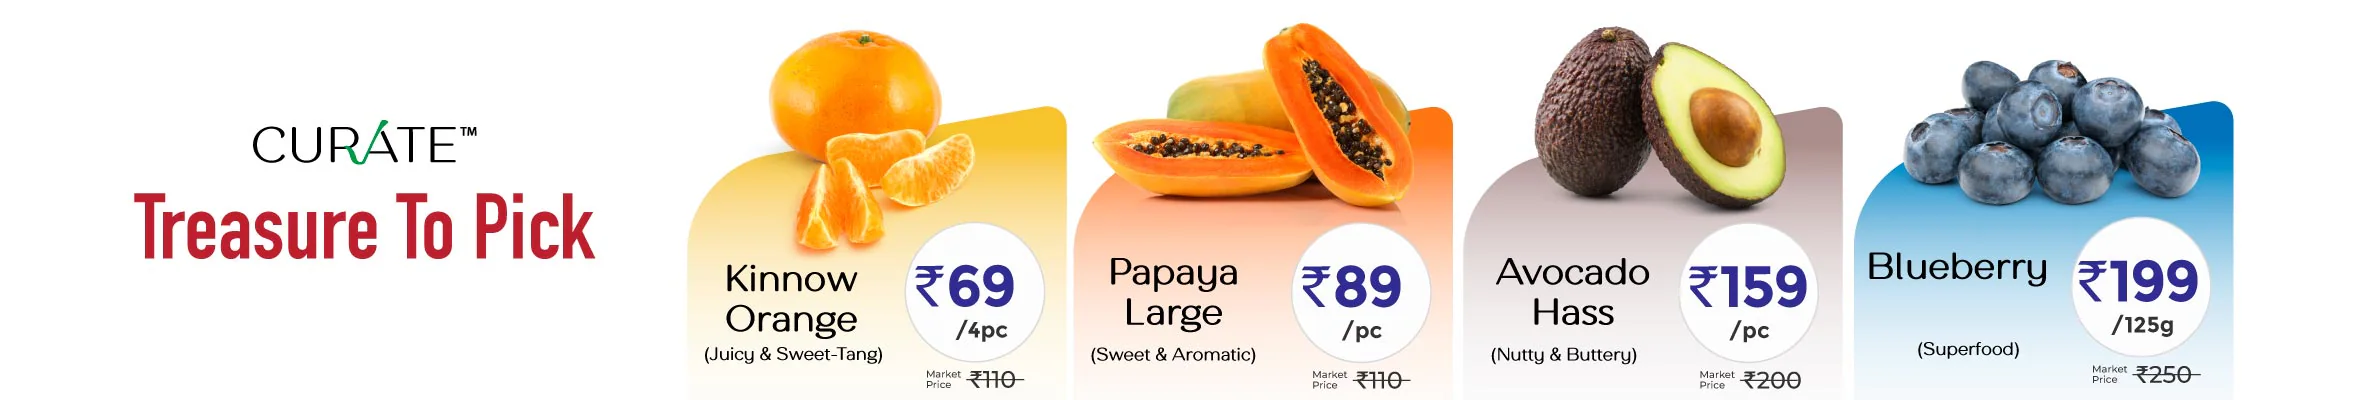 CURATE™
Treasure To Pick
Kinnow
Orange
(Juicy & Sweet-Tang)
₹69
/4pc
Market
Price
₹110
Papaya
Large
(Sweet & Aromatic)
₹89
/pc
Market
Price
₹110
Avocado
Hass
(Nutty & Buttery)
₹159
/pc
Market
Price
₹200
Blueberry
(Superfood)
₹199
/125g
Market
Price
₹250